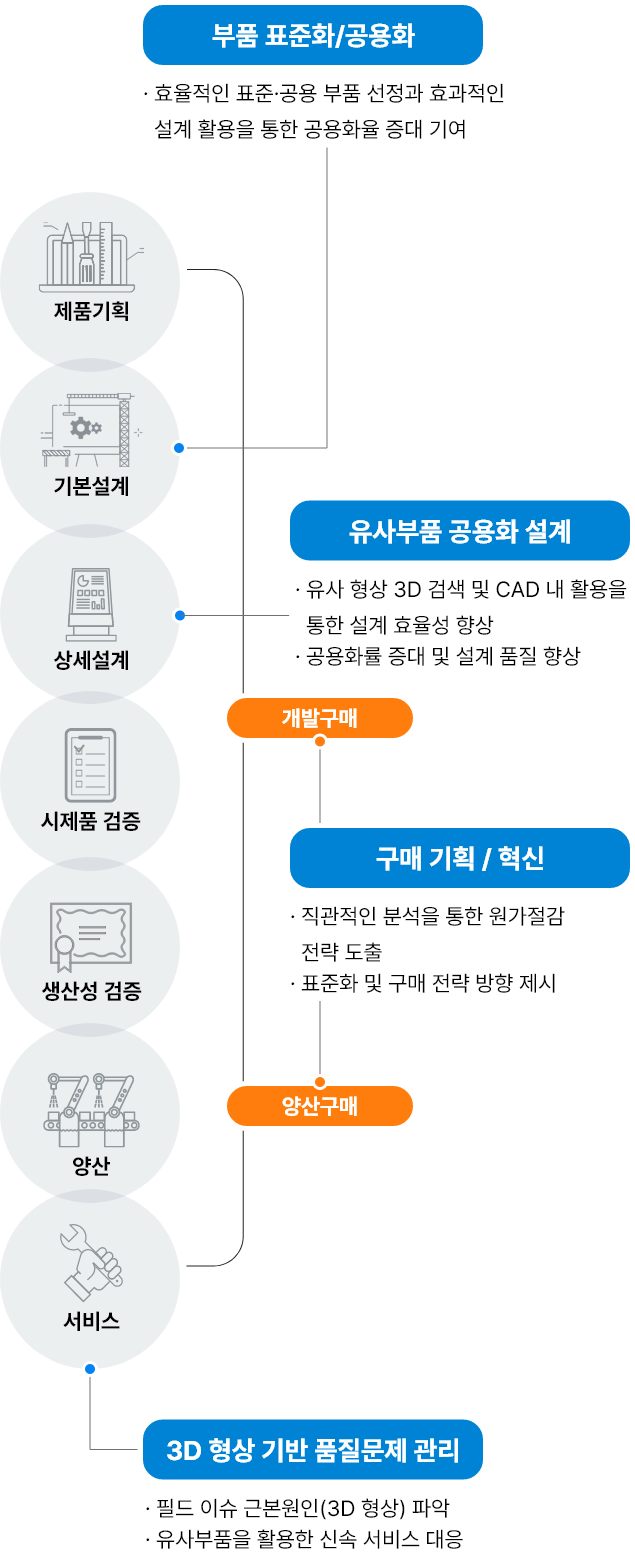 부품 표준화/공용화
· 효율적인 표준·공용 부품 선정과 효과적인
설계 활용을 통한 공용화율 증대 기여
제품기획
기본설계
유사부품 공용화 설계
· 유사 형상 3D 검색 및 CAD 내 활용을
통한 설계 효율성 향상
· 공용화률 증대 및 설계 품질 향상
상세설계
개발구매
시제품 검증
구매 기획 / 혁신
· 직관적인 분석을 통한 원가절감
전략 도출
· 표준화 및 구매 전략 방향 제시
생산성 검증
양산구매
양산
서비스
3D 형상 기반 품질문제 관리
· 필드 이슈 근본원인(3D 형상) 파악
· 유사부품을 활용한 신속 서비스 대응